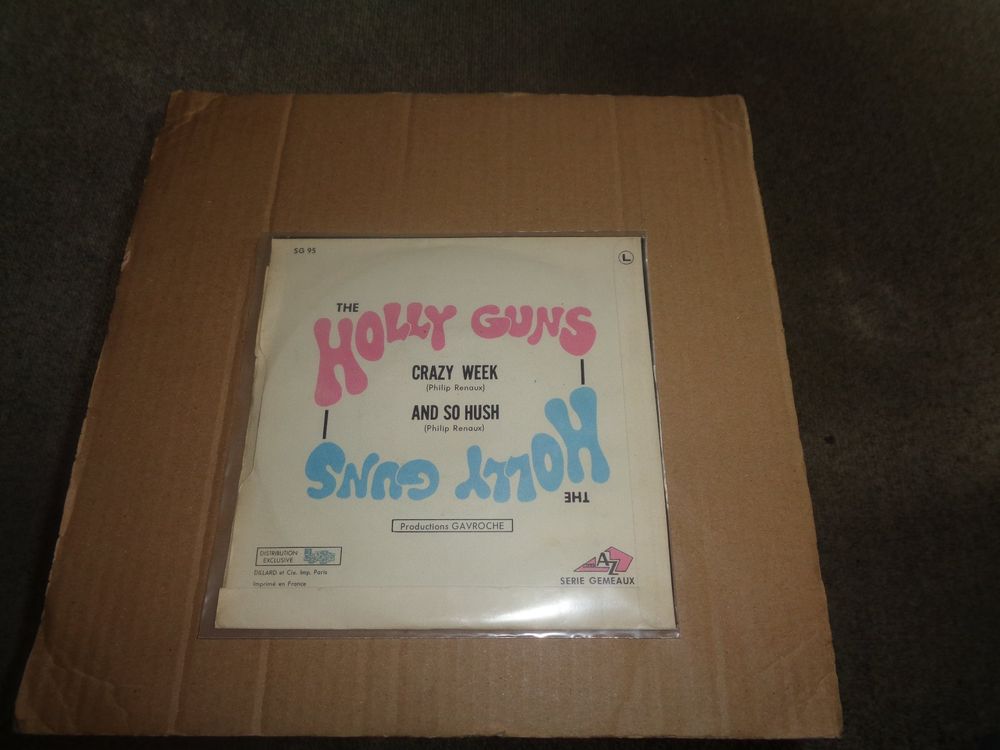 SG 95
L
THE
HOLLY GUNS
CRAZY WEEK
(Philip Renaux)
AND SO HUSH
(Philip Renaux)
THE
HOLLY GUNS
Productions GAVROCHE
DISTRIBUTION
EXCLUSIVE
DILLARD et Cie. Imp. Paris
Imprimé en France
AZ
SERIE GEMEAUX